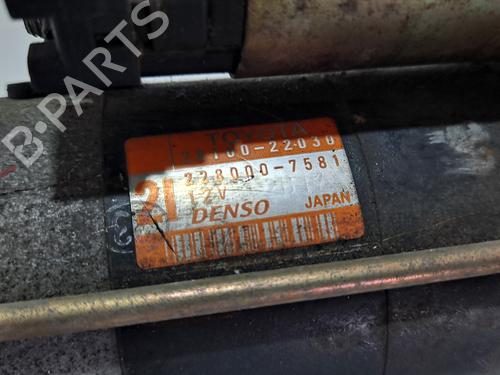 B-PARTS
TOYOTA
28100-22030
228000-7581
21
12V
DENSO
JAPAN